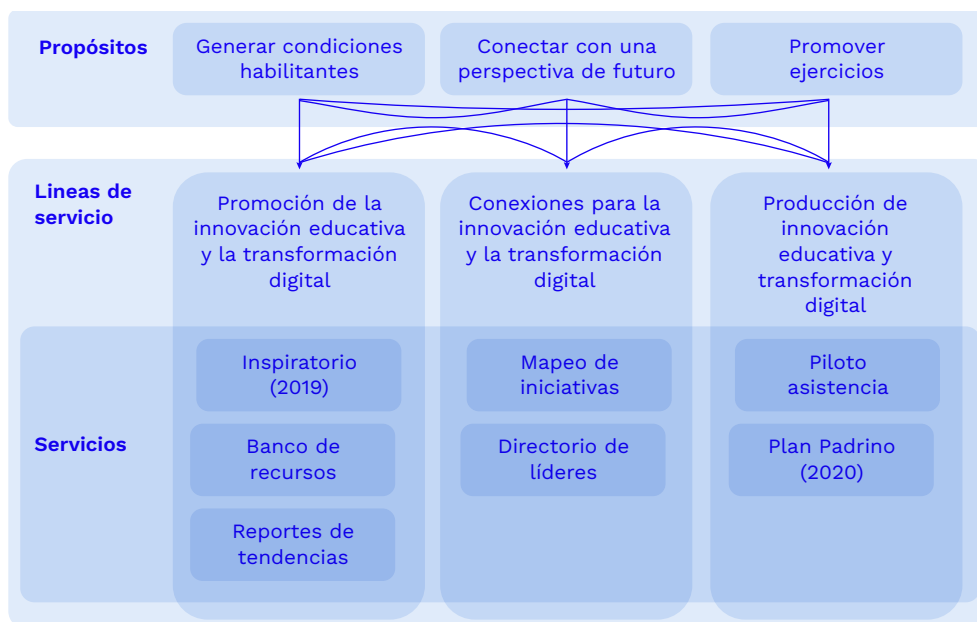 Propósitos
Generar condiciones
habilitantes
Conectar con una
perspectiva de futuro
Promover
ejercicios
Lineas de
servicio
Promoción de la
innovación educativa
y la transformación
digital
Conexiones para la
innovación educativa
y la transformación
digital
Producción de
innovación
educativa y
transformación
digital
Servicios
Inspiratorio
(2019)
Banco de
recursos
Reportes de
tendencias
Mapeo de
iniciativas
Directorio de
líderes
Piloto
asistencia
Plan Padrino
(2020)